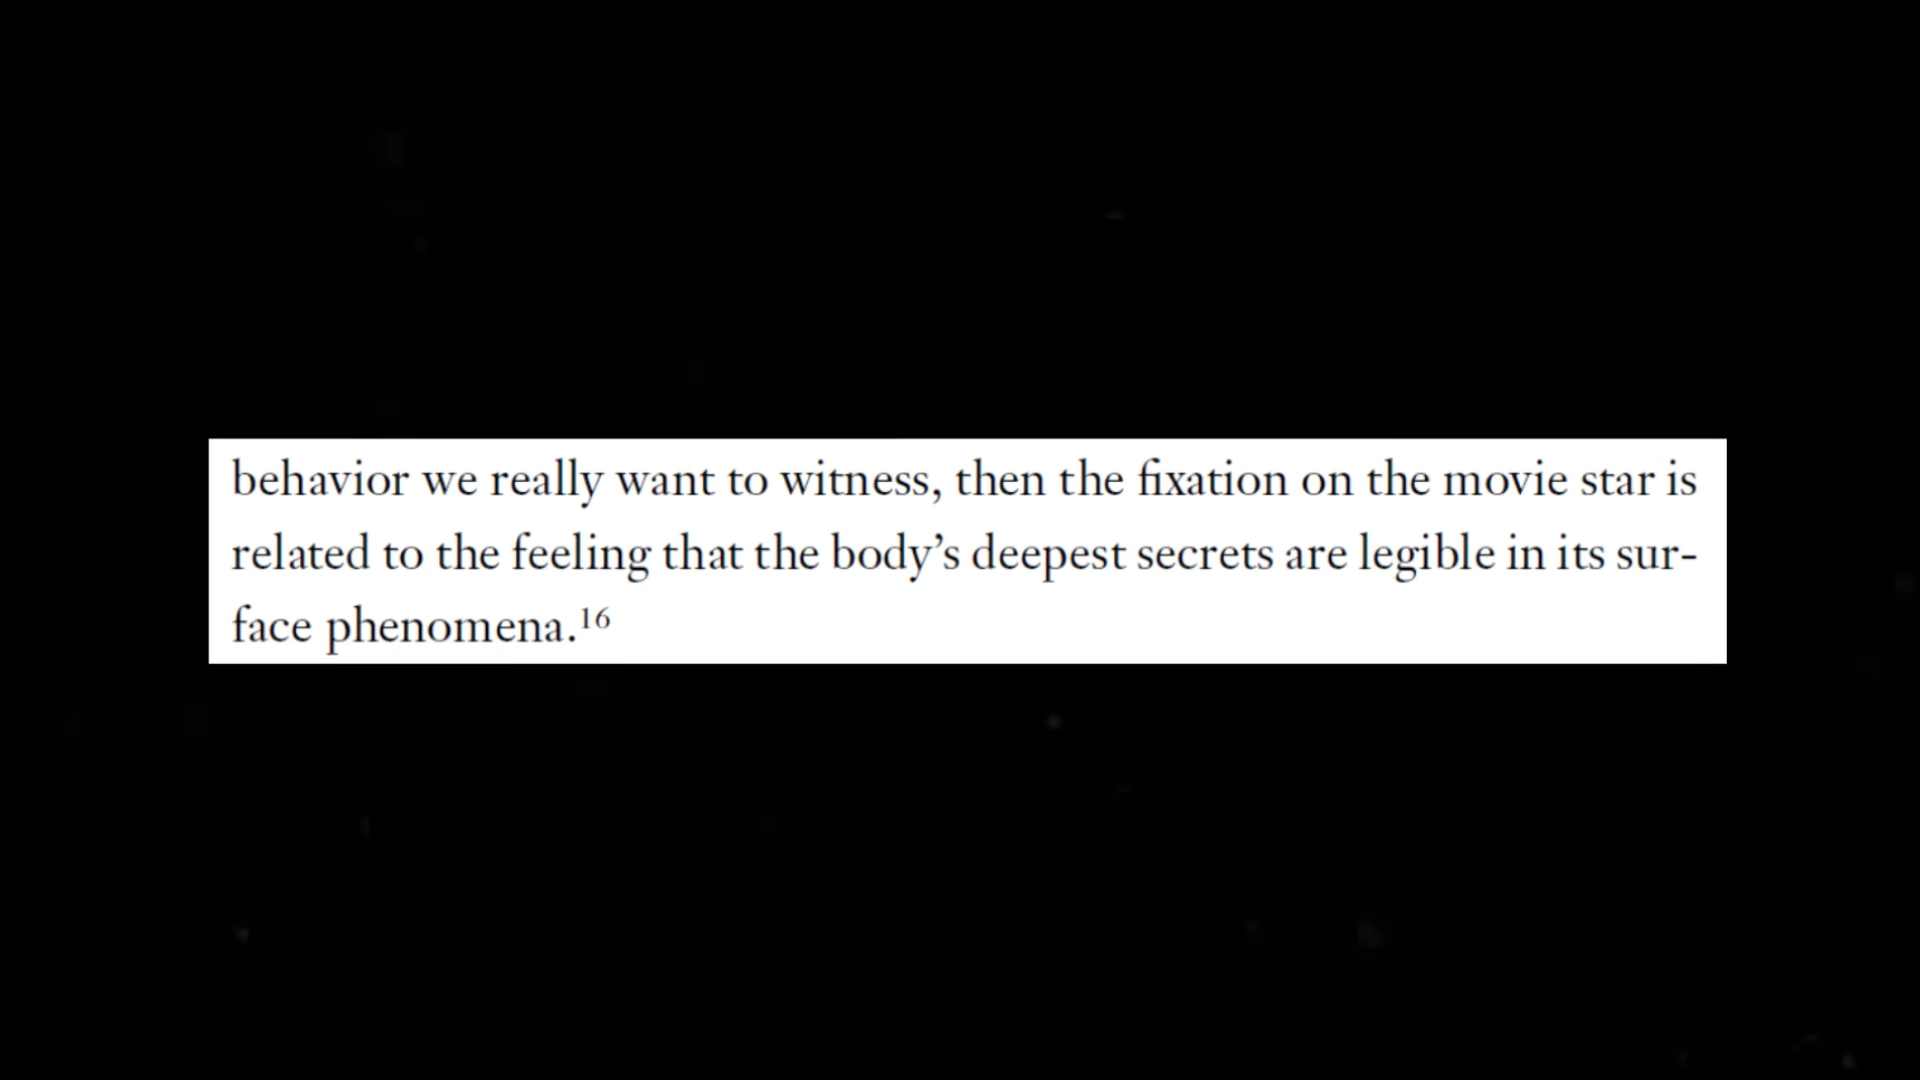 behavior we really want to witness, then the fixation on the movie star is
related to the feeling that the body’s deepest secrets are legible in its sur-
face phenomena.¹⁶